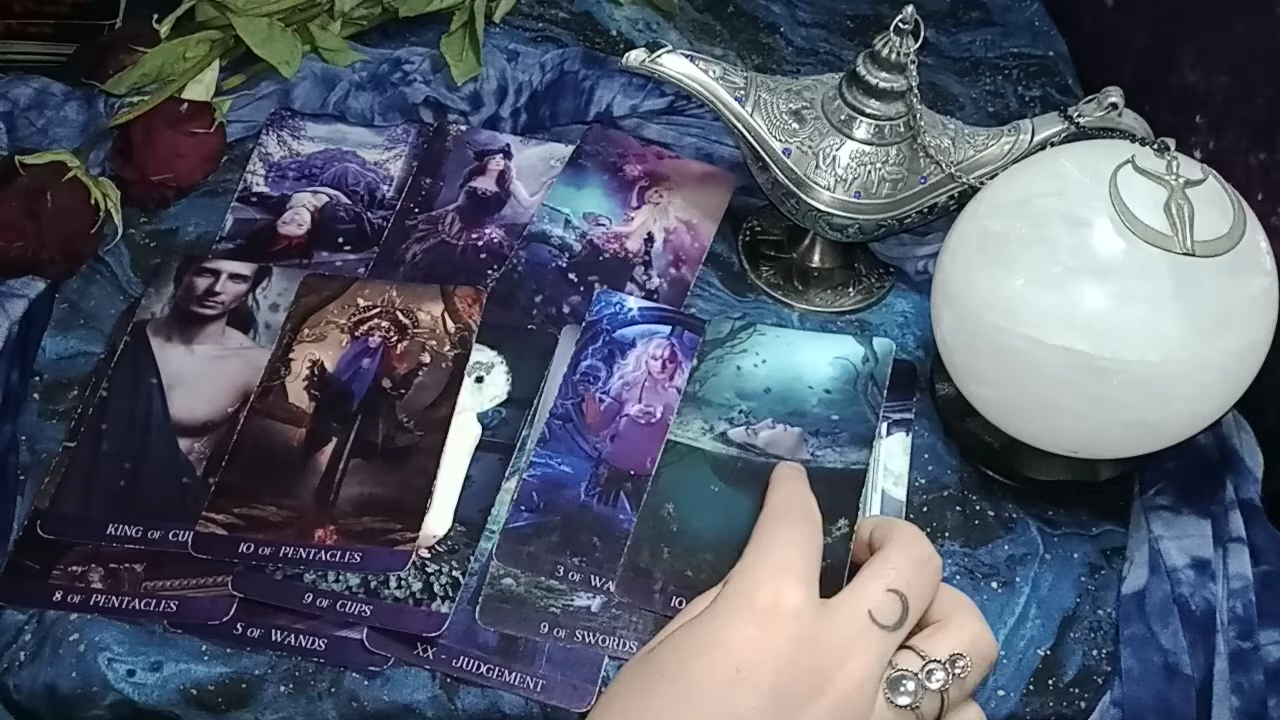 KING OF CU
10 OF PENTACLES
3 OF WA
8 OF PENTACLES
9 OF CUPS
10
5 OF WANDS
9 OF SWORDS
XX - JUDGEMENT